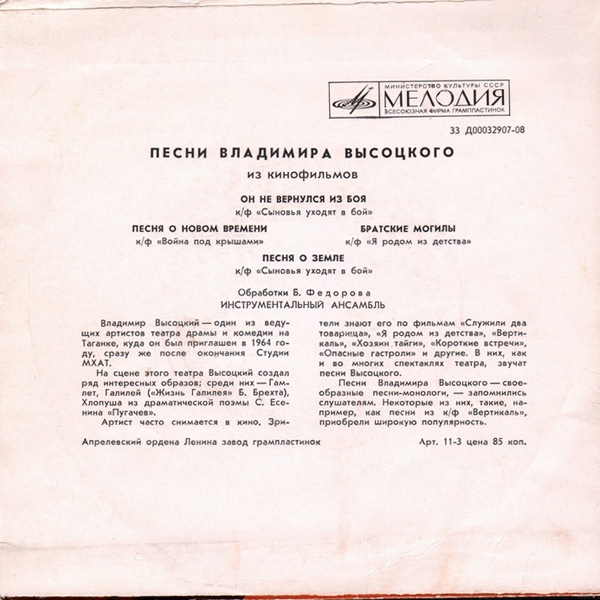 МИНИСТЕРСТВО КУЛЬТУРЫ СССР
МЕЛОДИЯ
ВСЕСОЮЗНАЯ ФИРМА ГРАМПЛАСТИНОК
33 Д00032907-08
ПЕСНИ ВЛАДИМИРА ВЫСОЦКОГО
ИЗ КИНОФИЛЬМОВ
ОН НЕ ВЕРНУЛСЯ ИЗ БОЯ
к/ф «Сыновья уходят в бой»
ПЕСНЯ О НОВОМ ВРЕМЕНИ
к/ф «Война под крышами»
БРАТСКИЕ МОГИЛЫ
к/ф «Я родом из детства»
ПЕСНЯ О ЗЕМЛЕ
к/ф «Сыновья уходят в бой»
Обработки Б. Федорова
ИНСТРУМЕНТАЛЬНЫЙ АНСАМБЛЬ
Владимир Высоцкий — один из веду-
щих артистов театра драмы и комедии на
Таганке, куда он был приглашен в 1964 го-
ду, сразу же после окончания Студии
МХАТ.
На сцене этого театра Высоцкий создал
ряд интересных образов; среди них — Гам-
лет, Галилей («Жизнь Галилея» Б. Брехта),
Хлопуша из драматической поэмы С. Есе-
нина «Пугачев».
Артист часто снимается в кино. Зри-
тели знают его по фильмам «Служили два
товарища», «Я родом из детства», «Верти-
каль», «Хозяин тайги», «Короткие встречи»,
«Опасные гастроли» и другие. В них, как
и во многих спектаклях театра, звучат
песни Высоцкого.
Песни Владимира Высоцкого — свое-
образные песни-монологи, — запомнились
слушателям. Некоторые из них, такие, на-
пример, как песни из к/ф «Вертикаль»,
приобрели широкую популярность.
Апрелевский ордена Ленина завод грампластинок
Арт. 11-3 цена 85 коп.